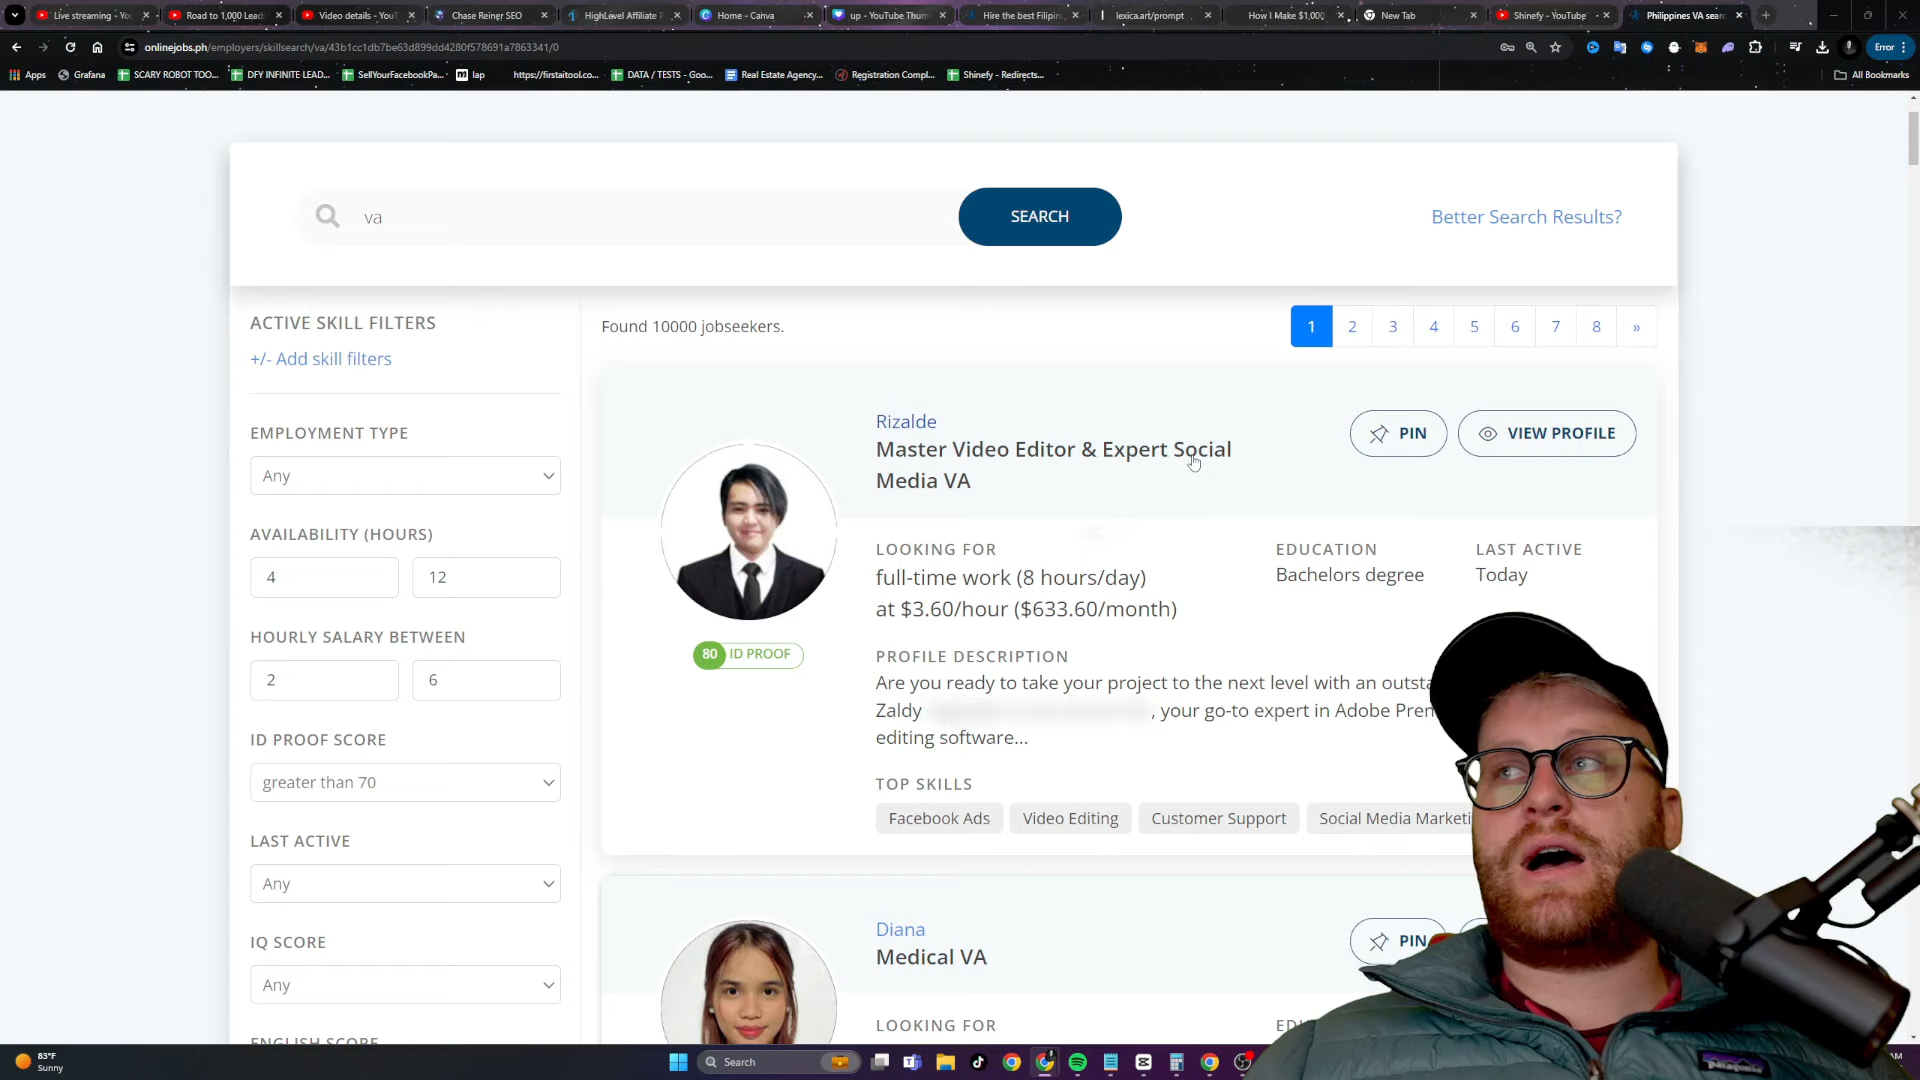 Live streaming - Yo
Road to 1,000 Lead
Video details - You
Chase Reiner SEO
HighLevel Affiliate P
Home - Canva
up - YouTube Thum
Hire the best Filipin
lexica.art/prompt
How I Make $1,000
New Tab
Shinefy - YouTube
Philippines VA sear
onlinejobs.ph/employers/skillsearch/va/43b1cc1db7be63d899dd4280f578691a7863341/0
Error
Apps
Grafana
SCARY ROBOT TOO...
DFY INFINITE LEAD...
SellYourFacebookPa...
lap
https://firstaitool.co...
DATA / TESTS - Goo...
Real Estate Agency...
Registration Compl...
Shinefy - Redirects...
All Bookmarks
va
SEARCH
Better Search Results?
ACTIVE SKILL FILTERS
+/- Add skill filters
EMPLOYMENT TYPE
Any
AVAILABILITY (HOURS)
4
12
HOURLY SALARY BETWEEN
2
6
ID PROOF SCORE
greater than 70
LAST ACTIVE
Any
IQ SCORE
Any
ENGLISH SCORE
Found 10000 jobseekers.
1 2 3 4 5 6 7 8 »
Rizalde
Master Video Editor & Expert Social
Media VA
PIN
VIEW PROFILE
80 ID PROOF
LOOKING FOR
full-time work (8 hours/day)
at $3.60/hour ($633.60/month)
EDUCATION
Bachelors degree
LAST ACTIVE
Today
PROFILE DESCRIPTION
Are you ready to take your project to the next level with an outsta
Zaldy , your go-to expert in Adobe Prem
editing software...
TOP SKILLS
Facebook Ads
Video Editing
Customer Support
Social Media Marketi
Diana
Medical VA
PIN
LOOKING FOR
EDU
83°F
Sunny
Search
patagonia
AM